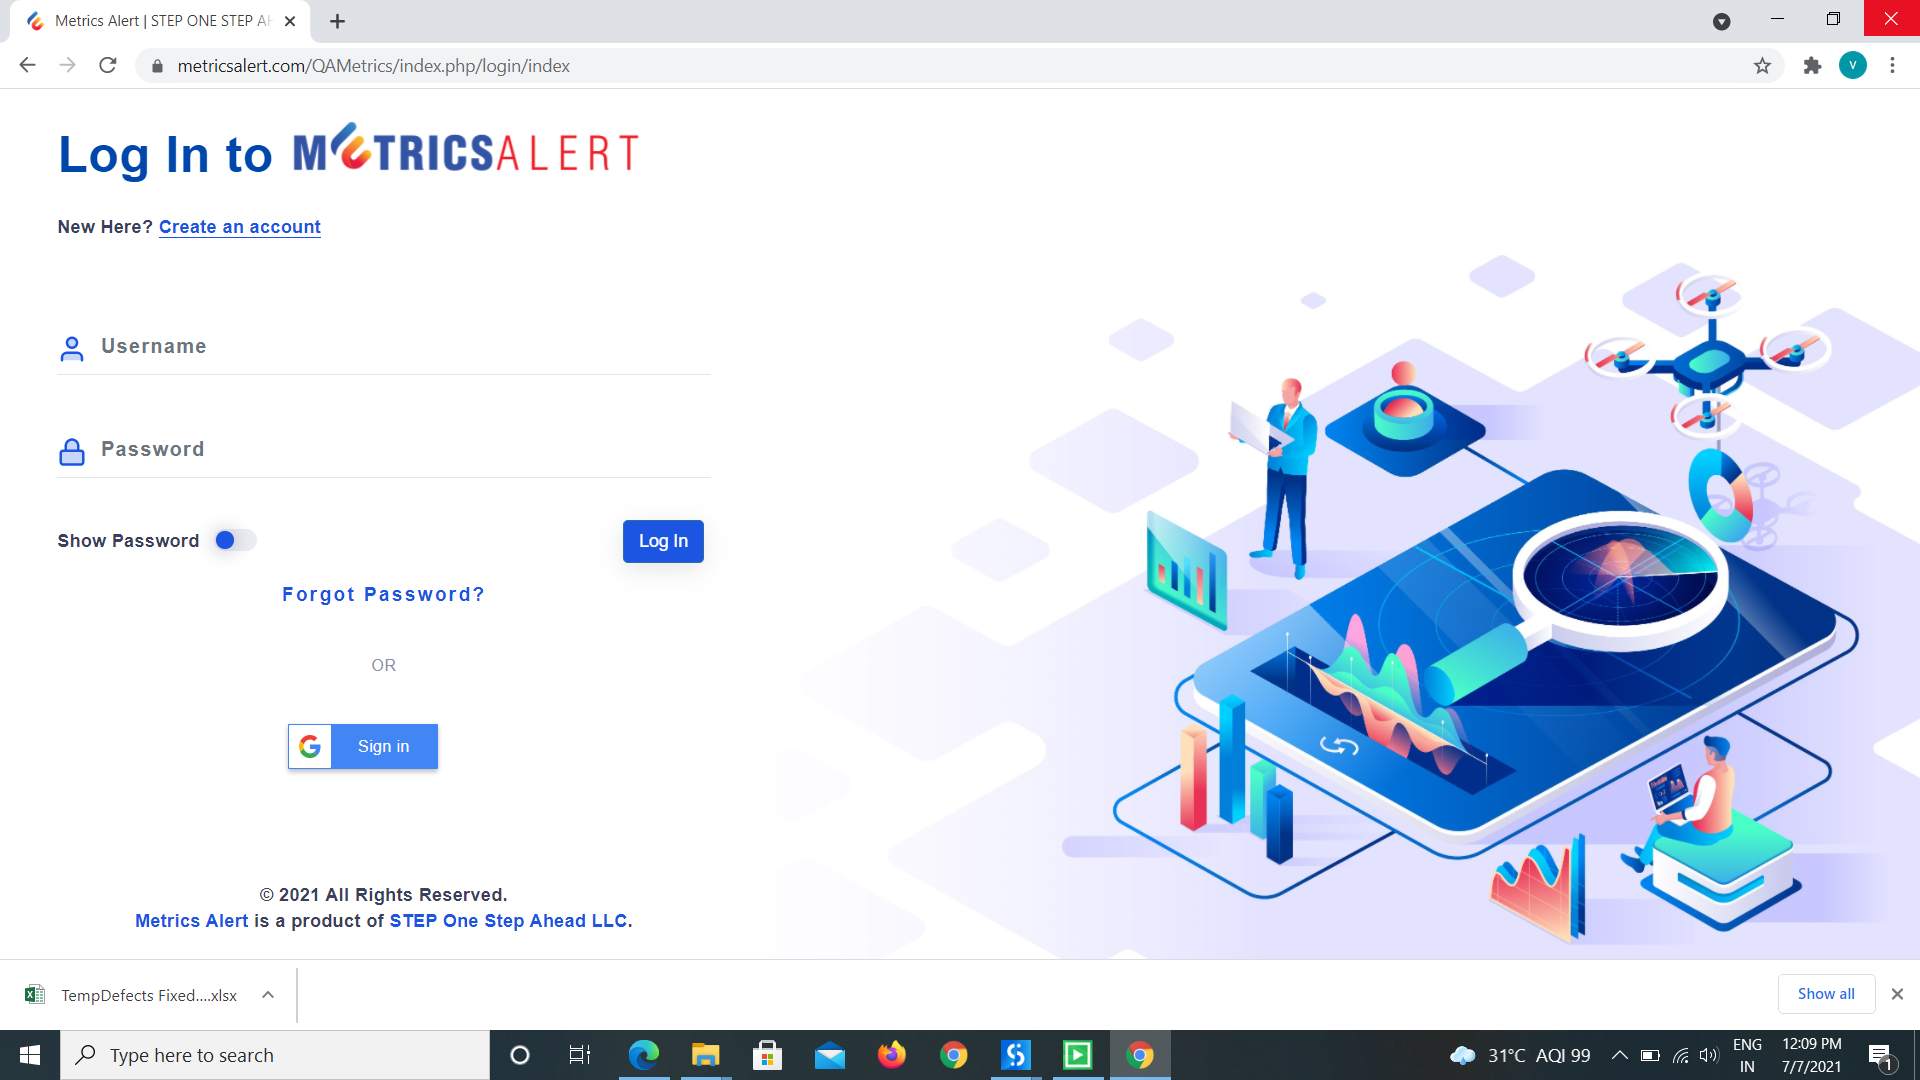 Metrics Alert | STEP ONE STEP AH
metricsalert.com/QAMetrics/index.php/login/index
V
Log In to METRICSALERT
New Here? Create an account
Username
Password
Show Password
Log In
Forgot Password?
OR
G Sign in
© 2021 All Rights Reserved.
Metrics Alert is a product of STEP One Step Ahead LLC.
TempDefects Fixed....xlsx
Show all
Type here to search
31°C AQI 99
ENG
IN
12:09 PM
7/7/2021
1